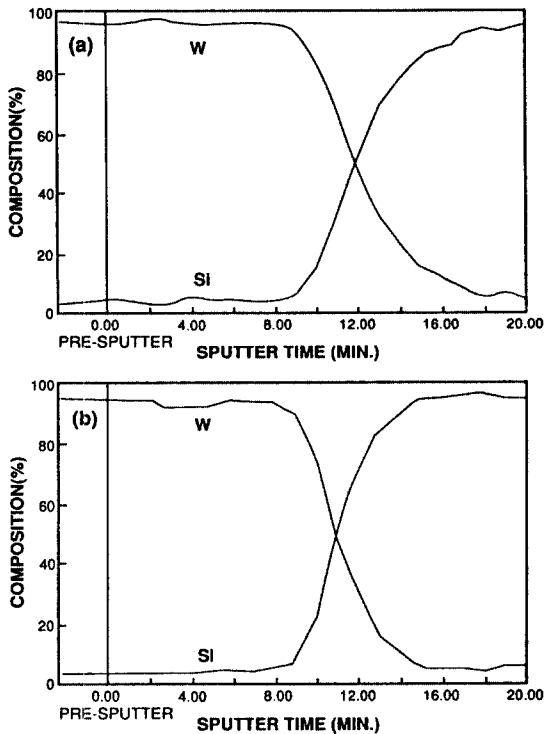 (a)
W
Si
COMPOSITION(%)
100
80
60
40
20
0
0.00 4.00 8.00 12.00 16.00 20.00
PRE-SPUTTER
SPUTTER TIME (MIN.)
(b)
W
SI
COMPOSITION(%)
100
80
60
40
20
0
0.00 4.00 8.00 12.00 16.00 20.00
PRE-SPUTTER
SPUTTER TIME (MIN.)